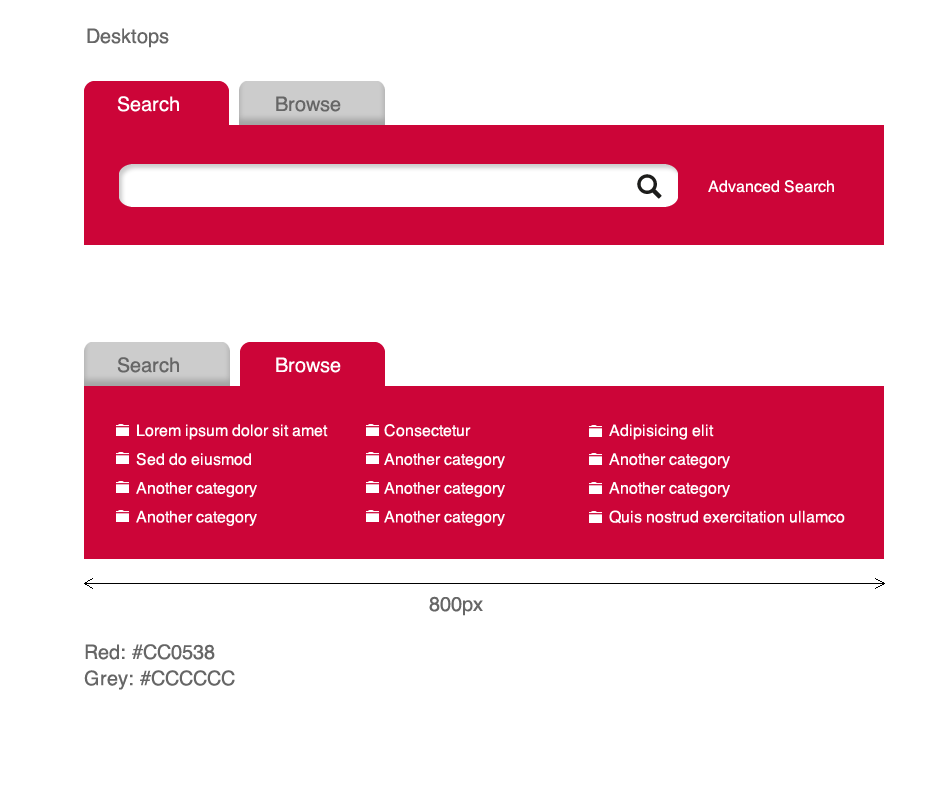 Desktops
Search Browse
Advanced Search
Search Browse
Lorem ipsum dolor sit amet Consectetur Adipisicing elit
Sed do eiusmod Another category Another category
Another category Another category Another category
Another category Another category Quis nostrud exercitation ullamco
800px
Red: #CC0538
Grey: #CCCCCC